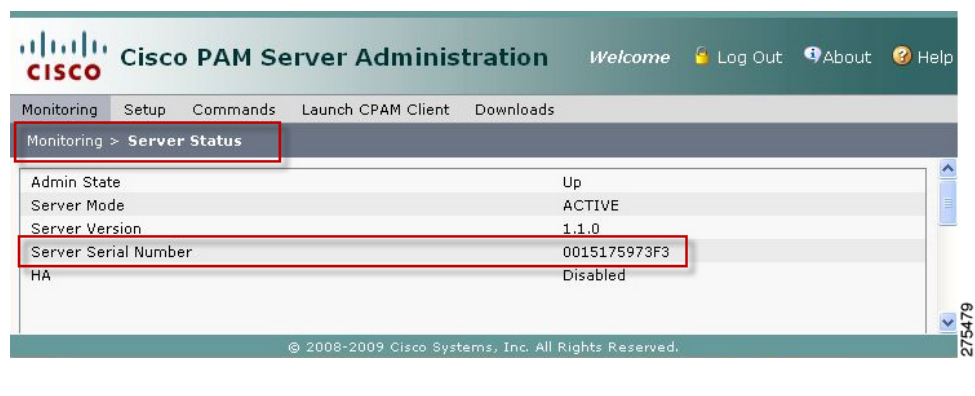 CISCO Cisco PAM Server Administration Welcome Log Out About Help
Monitoring Setup Commands Launch CPAM Client Downloads
Monitoring > Server Status
Admin State Up
Server Mode ACTIVE
Server Version 1.1.0
Server Serial Number 0015175973F3
HA Disabled
© 2008-2009 Cisco Systems, Inc. All Rights Reserved.
275479